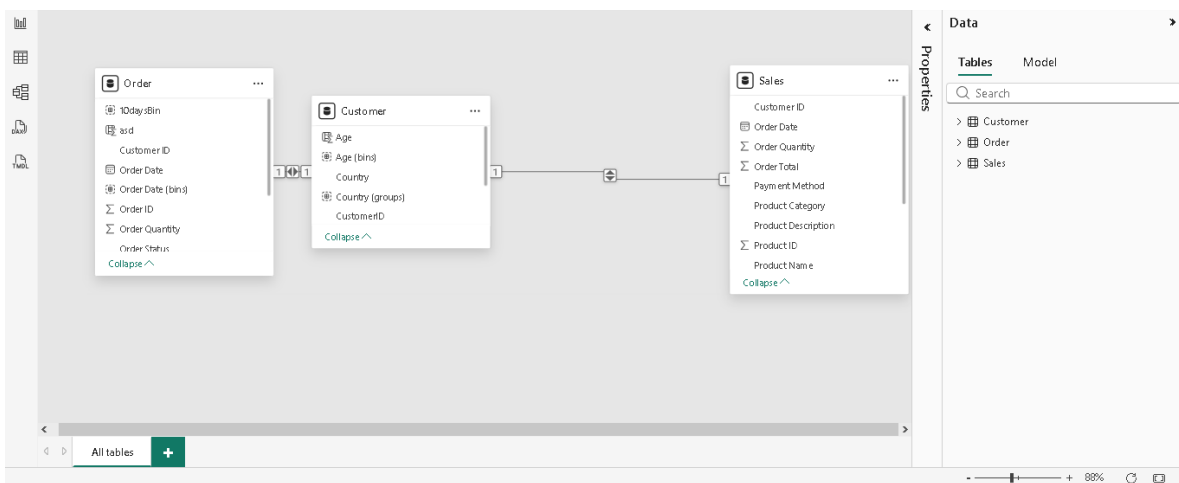 Order
10daysBin
asd
Customer ID
Order Date
Order Date (bins)
Order ID
Order Quantity
Order Status
Collapse
1
1
Customer
Age
Age (bins)
Country
Country (groups)
CustomerID
Collapse
1
1
Sales
Customer ID
Order Date
Order Quantity
Order Total
Payment Method
Product Category
Product Description
Product ID
Product Name
Collapse
Properties
Data
Tables Model
Search
Customer
Order
Sales
DAX
TMDL
All tables
+
- + 88%